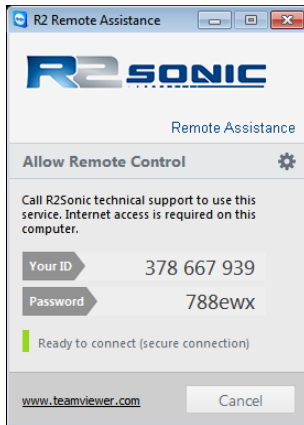 R2 Remote Assistance
R2SONIC
Remote Assistance
Allow Remote Control
Call R2Sonic technical support to use this
service. Internet access is required on this
computer.
Your ID 378 667 939
Password 788ewx
Ready to connect (secure connection)
www.teamviewer.com Cancel